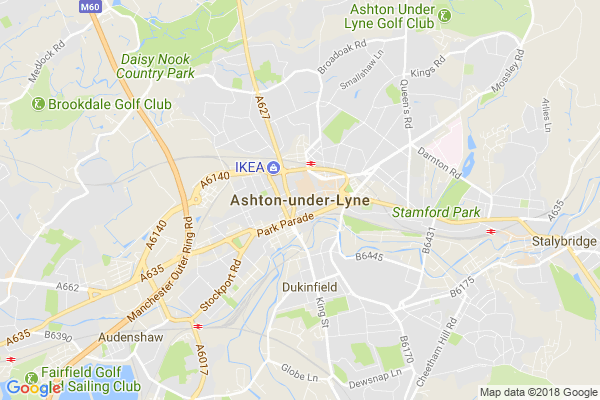 M60
Ashton Under
Lyne Golf Club
Medlock Rd
Daisy Nook
Country Park
Broadoak Rd
Smallshaw Ln
Kings Rd
Mossley Rd
Queen's Rd
Arlies Ln
Brookdale Golf Club
A627
Darnton Rd
IKEA
A6140
Ashton-under-Lyne
Stamford Park
Park Parade
A6140
Manchester Outer Ring Rd
B6431
Stalybridge
A635
Stockport Rd
B6445
A662
Dukinfield
B6175
King St
A635
B6390
Audenshaw
A6017
B6170
Cheetham Hill Rd
Globe Ln
Dewsnap Ln
Fairfield Golf
and Sailing Club
Google
Map data ©2018 Google